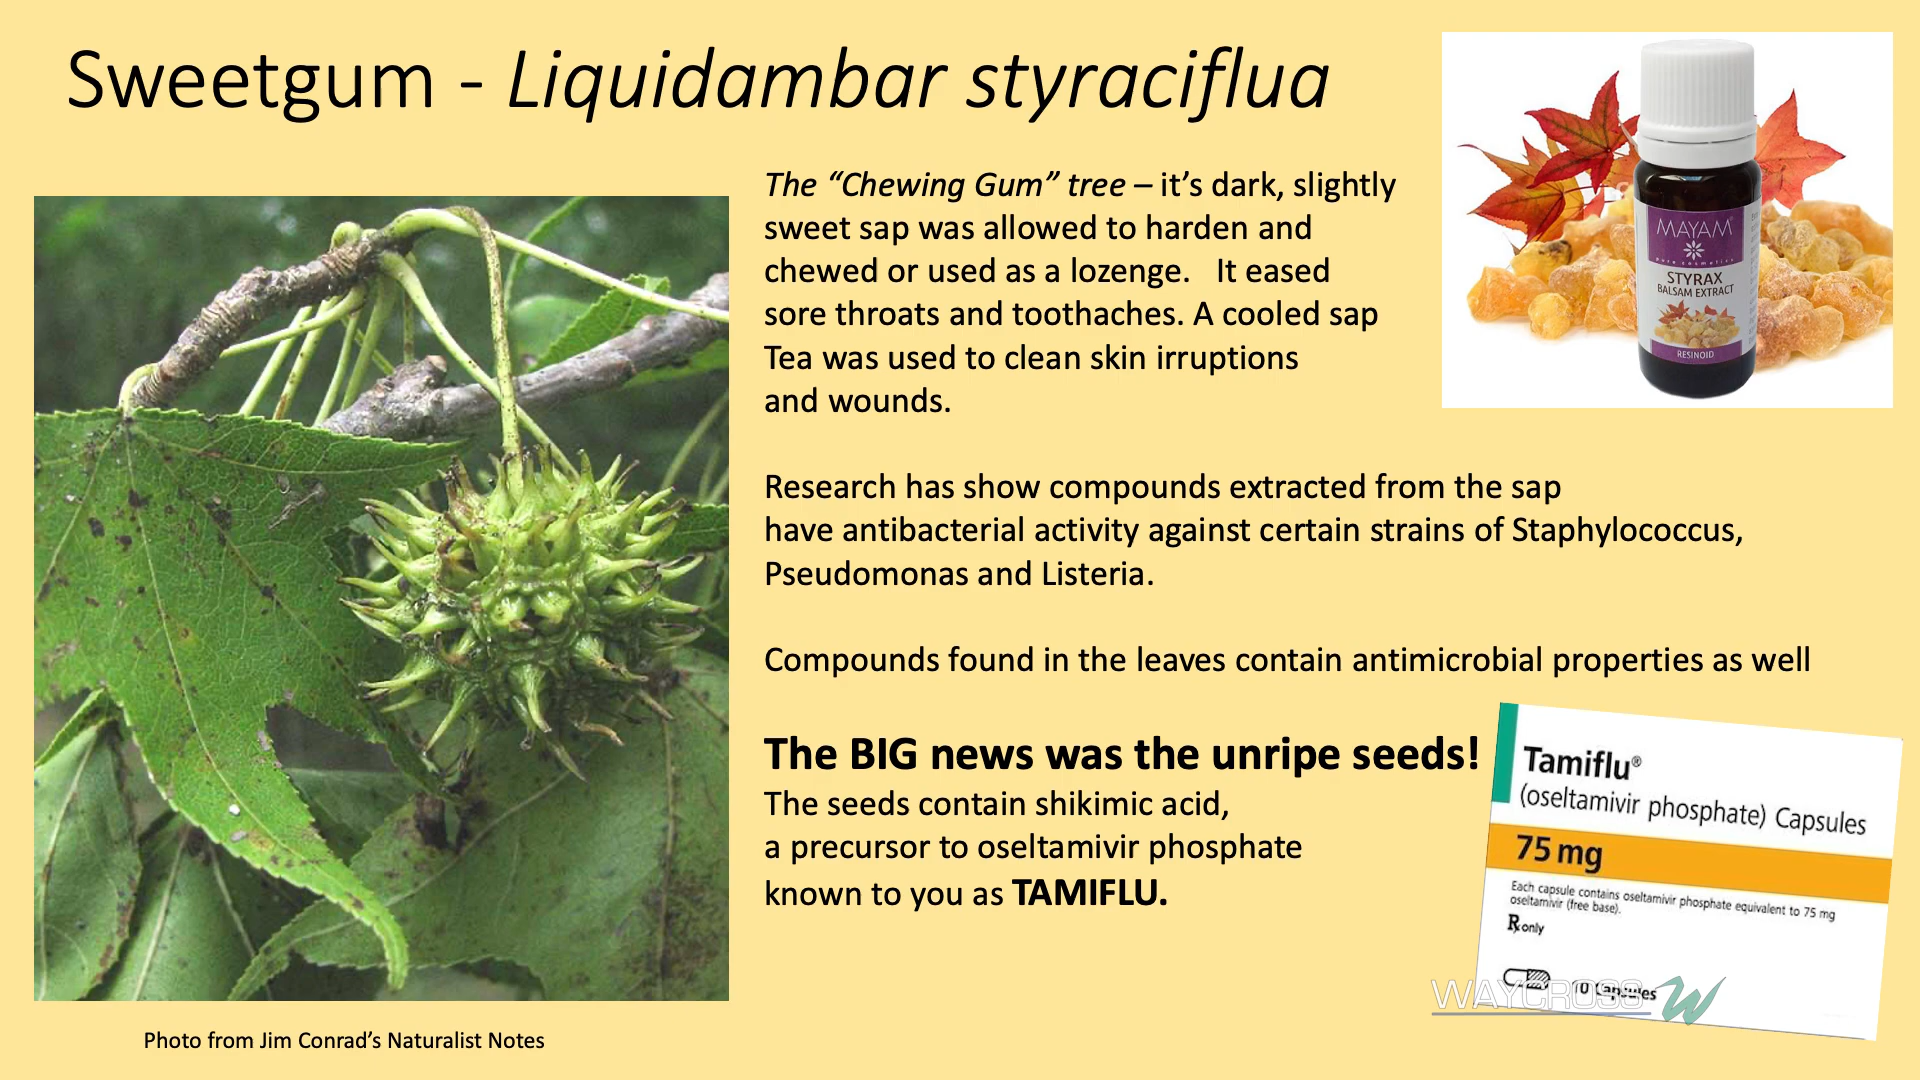 Sweetgum - Liquidambar styraciflua
The “Chewing Gum” tree – it’s dark, slightly
sweet sap was allowed to harden and
chewed or used as a lozenge.   It eased
sore throats and toothaches. A cooled sap
Tea was used to clean skin irruptions
and wounds.
MAYAM®
pure cosmetics
STYRAX
BALSAM EXTRACT
RESINOID
Research has show compounds extracted from the sap
have antibacterial activity against certain strains of Staphylococcus,
Pseudomonas and Listeria.
Compounds found in the leaves contain antimicrobial properties as well
The BIG news was the unripe seeds!
The seeds contain shikimic acid,
a precursor to oseltamivir phosphate
known to you as TAMIFLU.
Tamiflu®
(oseltamivir phosphate) Capsules
75 mg
Each capsule contains oseltamivir phosphate equivalent to 75 mg
oseltamivir (free base).
Rx only
10 Capsules
WAYCROSS W
Photo from Jim Conrad’s Naturalist Notes